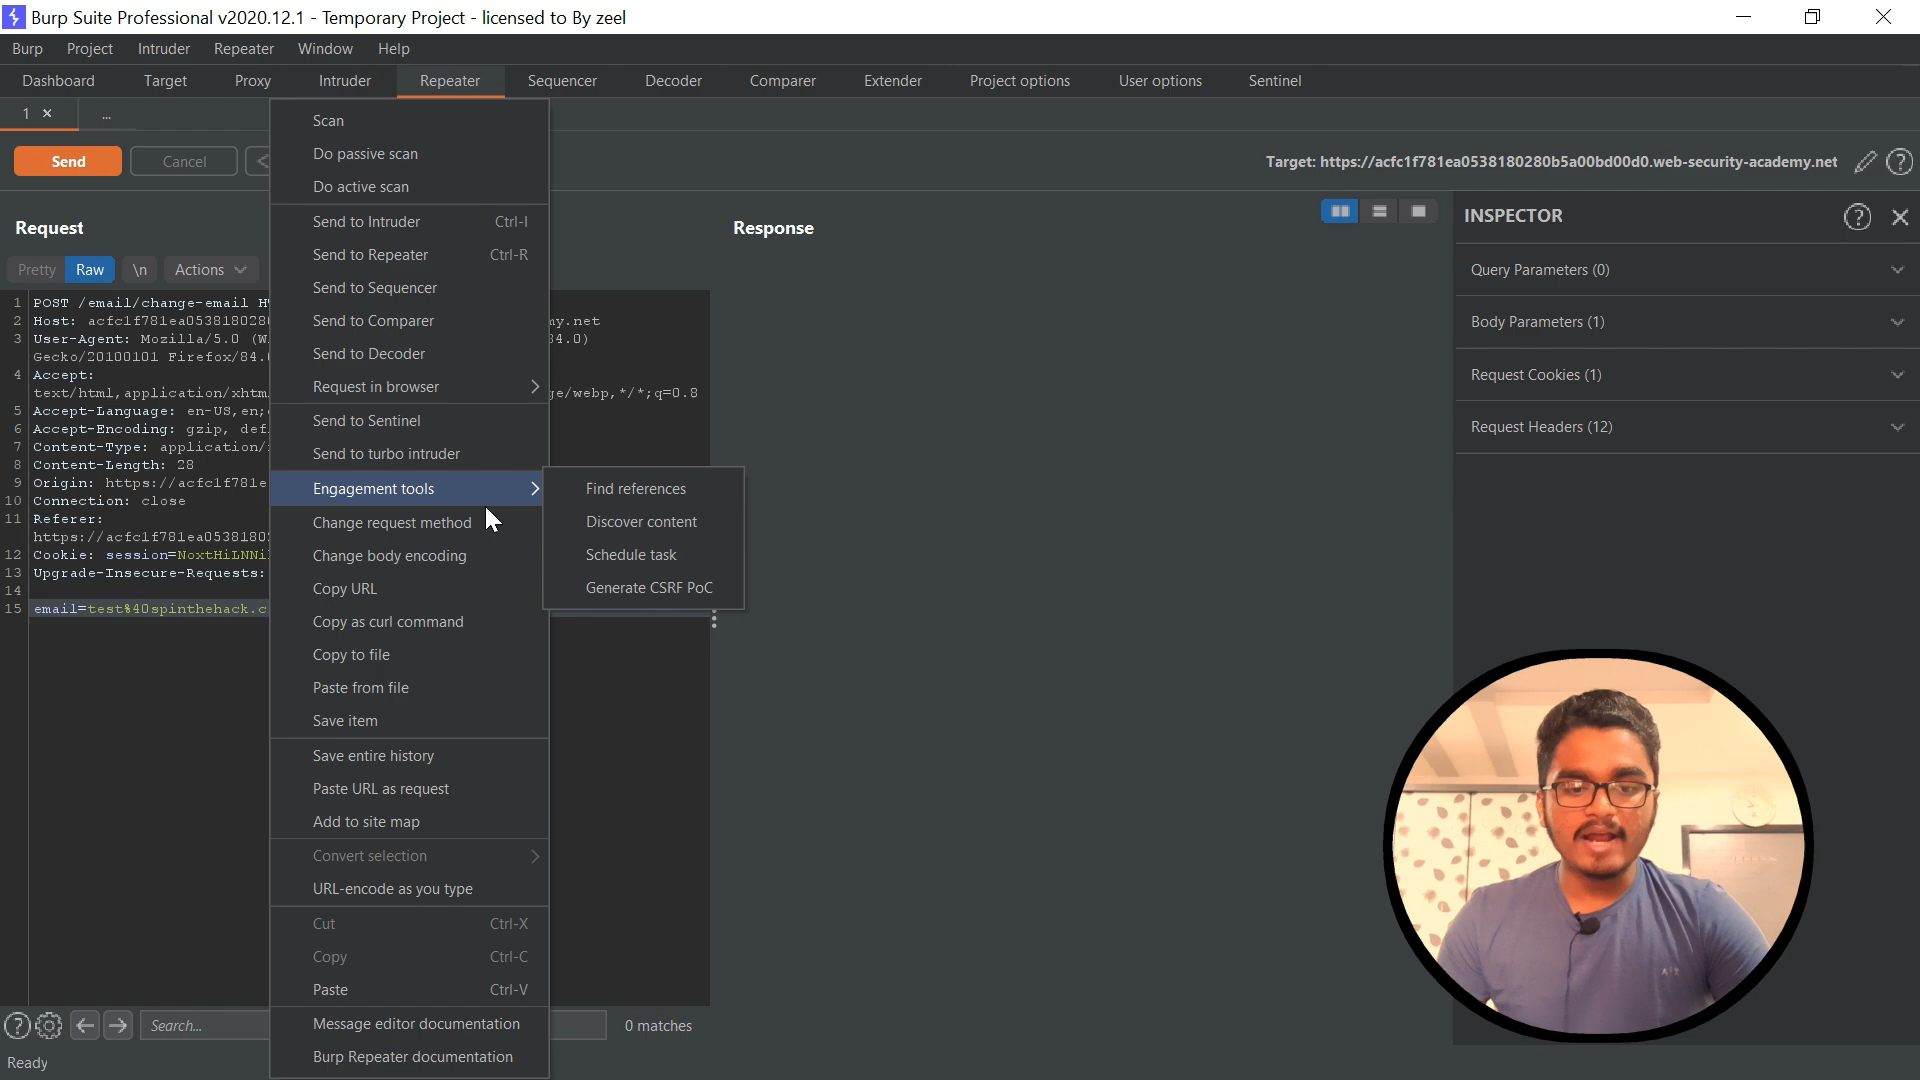 Burp Suite Professional v2020.12.1 - Temporary Project - licensed to By zeel
Burp Project Intruder Repeater Window Help
Dashboard Target Proxy Intruder Repeater Sequencer Decoder Comparer Extender Project options User options Sentinel
1 × ...
Send Cancel <
Target: https://acfc1f781ea0538180280b5a00bd00d0.web-security-academy.net
Request
Pretty Raw \n Actions
1 POST /email/change-email
2 Host:
my.net
3 User-Agent: Mozilla/5.0
84.0)
Gecko/20100101 Firefox/84.
4 Accept:
ge/webp,*/*;q=0.8
5 Accept-Language: en-US,en;
6 Accept-Encoding: gzip,
7 Content-Type: application/
8 Content-Length: 28
9 Origin: https://acfc1f781e
10 Connection: close
11 Referer:
https://acfc1f781ea0538180
12 Cookie: session=
13 Upgrade-Insecure-Requests:
14
15 email=test%40spinthehack.c
Scan
Do passive scan
Do active scan
Send to Intruder Ctrl-I
Send to Repeater Ctrl-R
Send to Sequencer
Send to Comparer
Send to Decoder
Request in browser
Send to Sentinel
Send to turbo intruder
Engagement tools
Change request method
Change body encoding
Copy URL
Copy as curl command
Copy to file
Paste from file
Save item
Save entire history
Paste URL as request
Add to site map
Convert selection
URL-encode as you type
Cut Ctrl-X
Copy Ctrl-C
Paste Ctrl-V
Message editor documentation
Burp Repeater documentation
Find references
Discover content
Schedule task
Generate CSRF PoC
Response
INSPECTOR
Query Parameters (0)
Body Parameters (1)
Request Cookies (1)
Request Headers (12)
Search...
0 matches
Ready